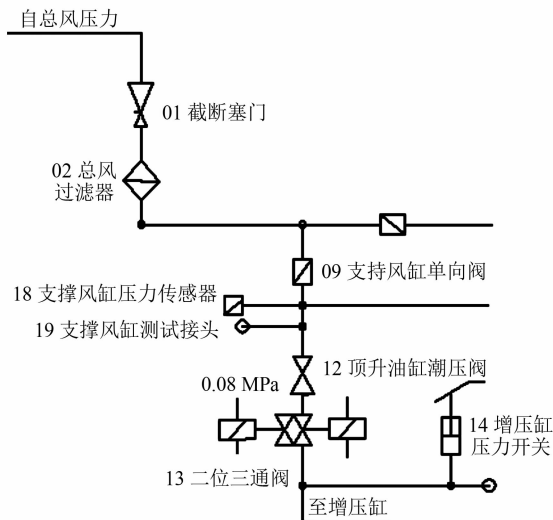 自总风压力
01 截断塞门
02 总风
过滤器
09 支持风缸单向阀
18 支撑风缸压力传感器
19 支撑风缸测试接头
12 顶升油缸潮压阀
0.08 MPa
14 增压缸
压力开关
13 二位三通阀
至增压缸